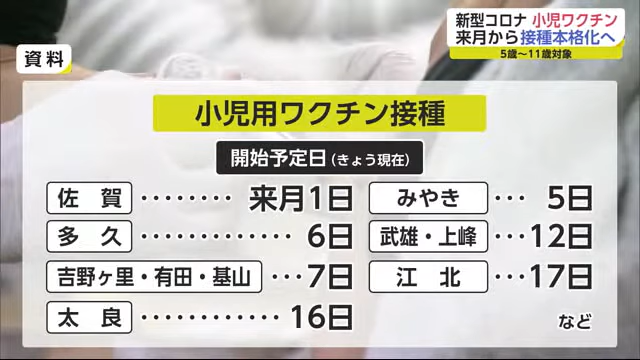 新型コロナ 小児ワクチン
来月から接種本格化へ
5歳～11歳対象
資料
小児用ワクチン接種
開始予定日(きょう現在)
佐賀 ········ 来月1日
多久 ············· 6日
吉野ヶ里・有田・基山 ··· 7日
太良 ············ 16日
みやき ··· 5日
武雄・上峰 ··· 12日
江北 ··· 17日
など